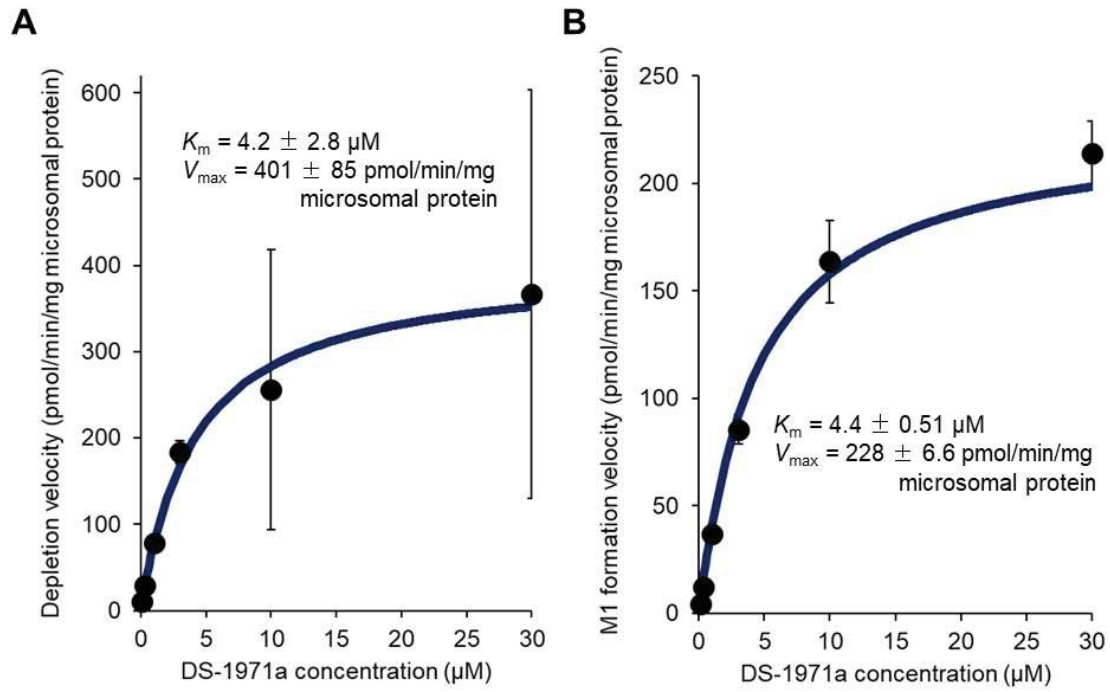 A
Depletion velocity (pmol/min/mg microsomal protein)
600
500
400
300
200
100
0
Km = 4.2 ± 2.8 µM
Vmax = 401 ± 85 pmol/min/mg
microsomal protein
0 5 10 15 20 25 30
DS-1971a concentration (µM)
B
M1 formation velocity (pmol/min/mg microsomal protein)
250
200
150
100
50
0
Km = 4.4 ± 0.51 µM
Vmax = 228 ± 6.6 pmol/min/mg
microsomal protein
0 5 10 15 20 25 30
DS-1971a concentration (µM)